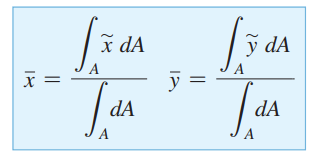 x̄ = ∫_A x̃ dA / ∫_A dA   ȳ = ∫_A ỹ dA / ∫_A dA